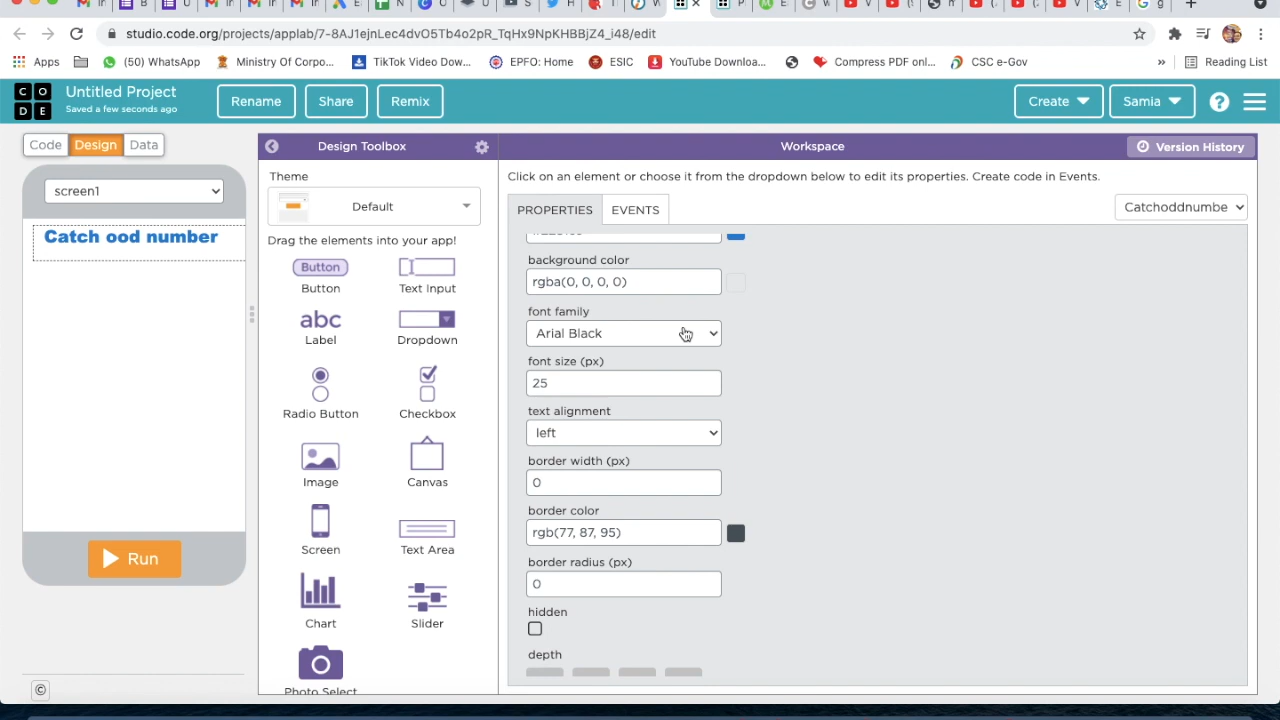 studio.code.org/projects/applab/7-8AJ1ejnLec4dvO5Tb4o2pR_TqHx9NpKHBBjZ4_i48/edit
Apps
(50) WhatsApp
Ministry Of Corpo...
TikTok Video Dow...
EPFO: Home
ESIC
YouTube Downloa...
Compress PDF onl...
CSC e-Gov
»
Reading List
CODE
Untitled Project
Saved a few seconds ago
Rename
Share
Remix
Create
Samia
?
Code
Design
Data
Design Toolbox
Workspace
Version History
screen1
Catch ood number
Run
©
Theme
Default
Drag the elements into your app!
Button
Button
Text Input
abc
Label
Dropdown
Radio Button
Checkbox
Image
Canvas
Screen
Text Area
Chart
Slider
Photo Select
Click on an element or choose it from the dropdown below to edit its properties. Create code in Events.
PROPERTIES
EVENTS
Catchoddnumbe
background color
rgba(0, 0, 0, 0)
font family
Arial Black
font size (px)
25
text alignment
left
border width (px)
0
border color
rgb(77, 87, 95)
border radius (px)
0
hidden
depth